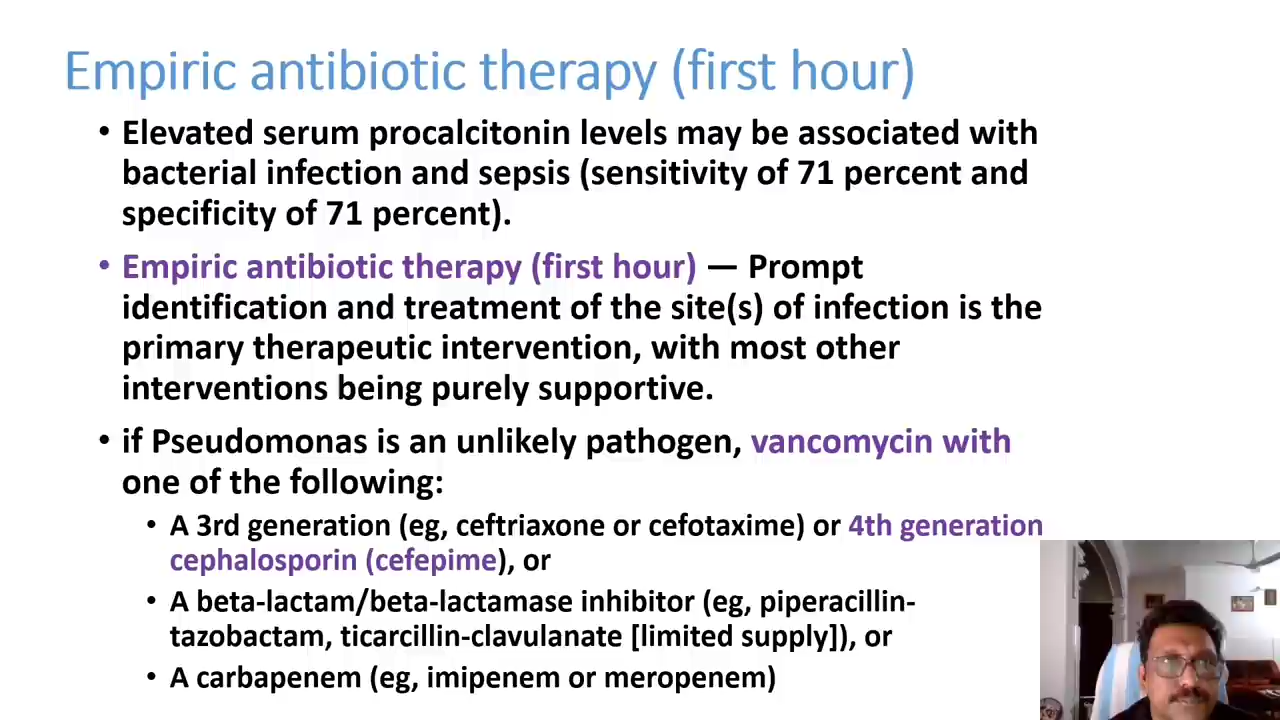 Empiric antibiotic therapy (first hour)
• Elevated serum procalcitonin levels may be associated with
bacterial infection and sepsis (sensitivity of 71 percent and
specificity of 71 percent).
• Empiric antibiotic therapy (first hour) — Prompt
identification and treatment of the site(s) of infection is the
primary therapeutic intervention, with most other
interventions being purely supportive.
• if Pseudomonas is an unlikely pathogen, vancomycin with
one of the following:
• A 3rd generation (eg, ceftriaxone or cefotaxime) or 4th generation
cephalosporin (cefepime), or
• A beta-lactam/beta-lactamase inhibitor (eg, piperacillin-
tazobactam, ticarcillin-clavulanate [limited supply]), or
• A carbapenem (eg, imipenem or meropenem)